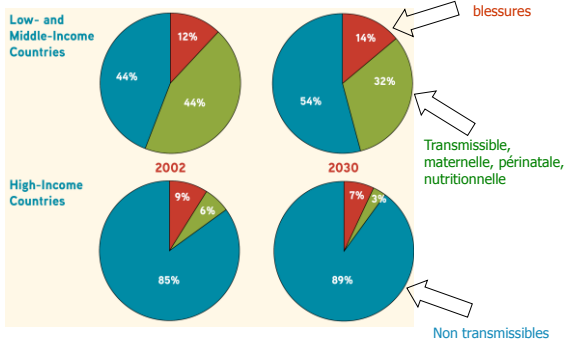 Low- and
Middle-Income
Countries
12%
44%
44%
14%
32%
54%
blessures
Transmissible,
maternelle, périnatale,
nutritionnelle
2002
2030
High-Income
Countries
9%
6%
85%
7%
3%
89%
Non transmissibles